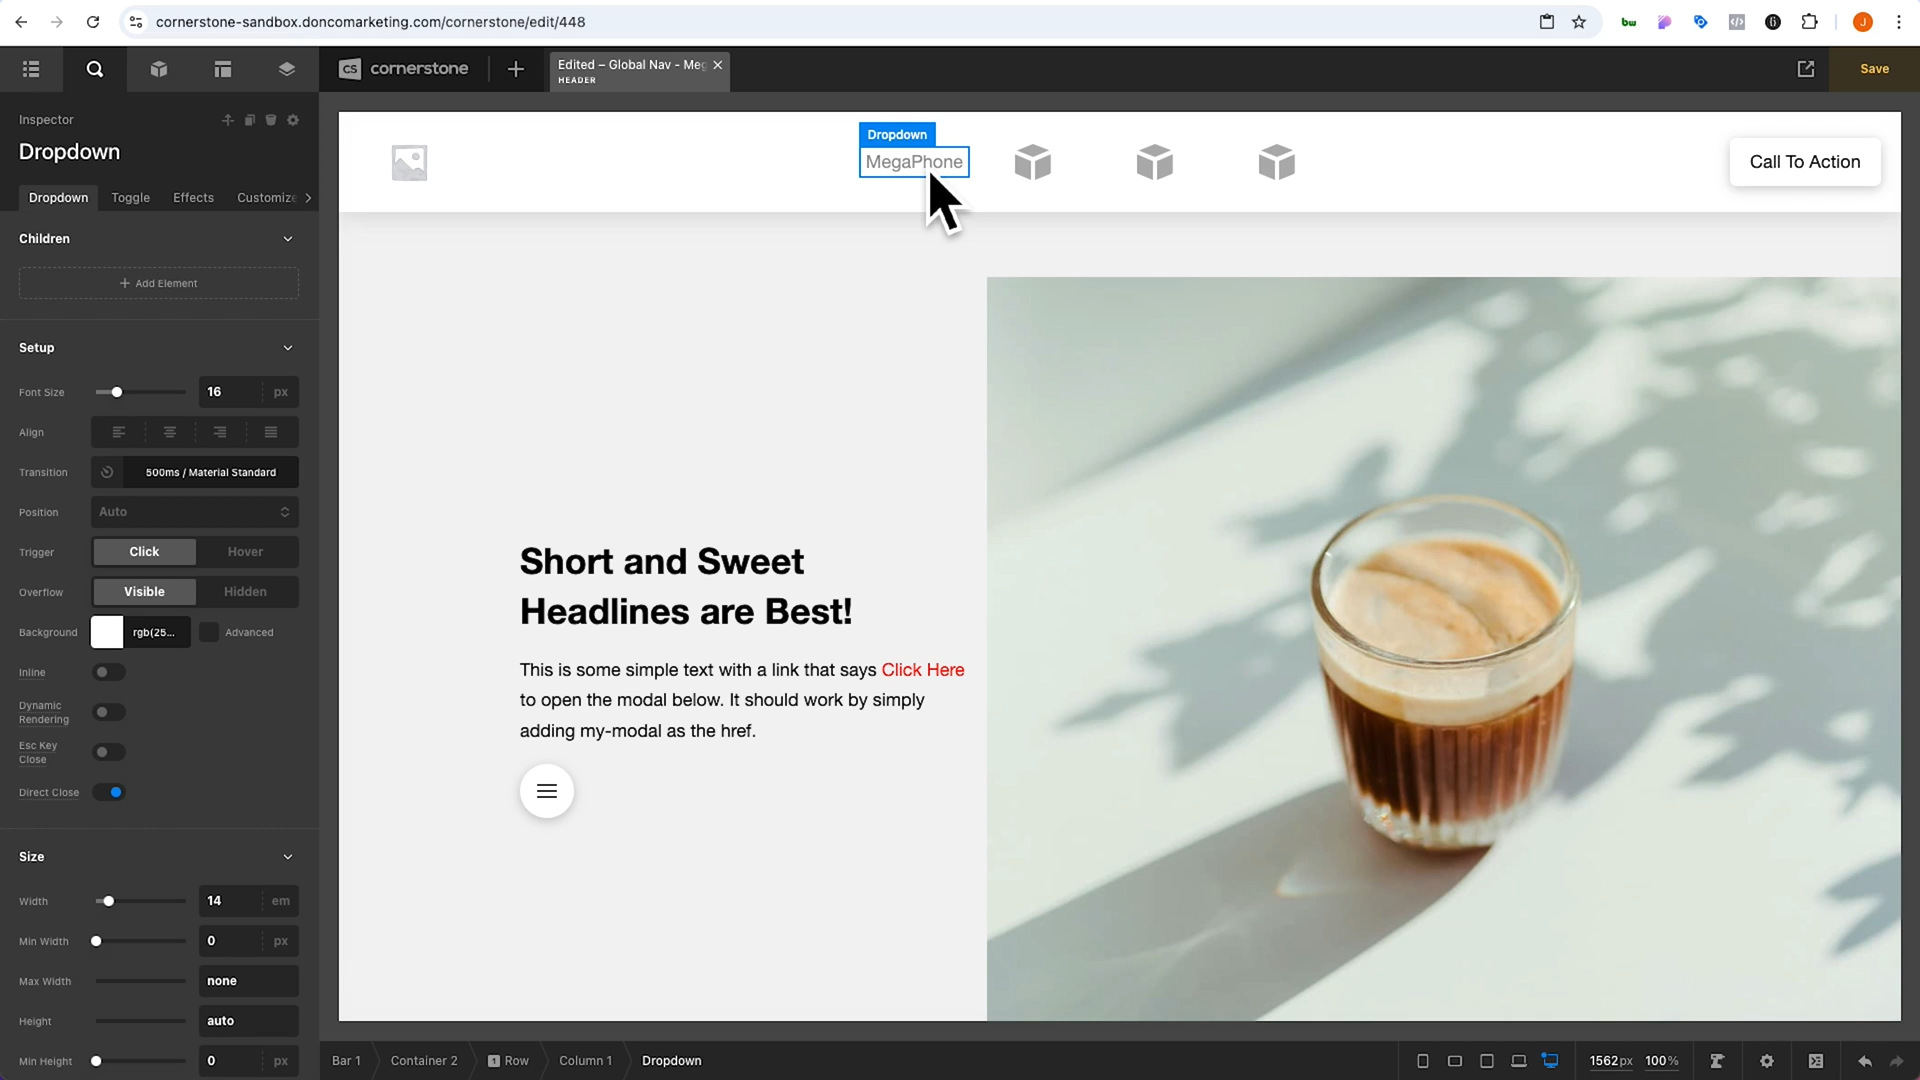 cornerstone-sandbox.doncomarketing.com/cornerstone/edit/448
bw
J
CS cornerstone
Edited – Global Nav - Meg
HEADER
Save
Inspector
Dropdown
Dropdown Toggle Effects Customize
Children
Add Element
Setup
Font Size 16 px
Align
Transition 500ms / Material Standard
Position Auto
Trigger Click Hover
Overflow Visible Hidden
Background rgb(25... Advanced
Inline
Dynamic
Rendering
Esc Key
Close
Direct Close
Size
Width 14 em
Min Width 0 px
Max Width none
Height auto
Min Height 0 px
Dropdown
MegaPhone
Call To Action
Short and Sweet
Headlines are Best!
This is some simple text with a link that says Click Here
to open the modal below. It should work by simply
adding my-modal as the href.
Bar 1 Container 2 1 Row Column 1 Dropdown
1562px 100%